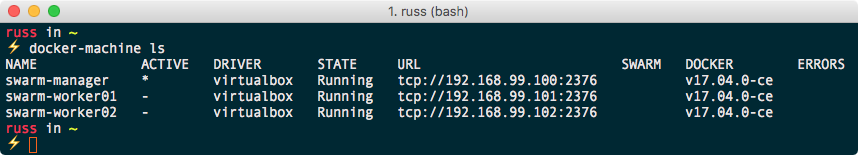 1. russ (bash)
russ in ~
⚡ docker-machine ls
NAME             ACTIVE   DRIVER       STATE     URL                         SWARM   DOCKER        ERRORS
swarm-manager    *        virtualbox   Running   tcp://192.168.99.100:2376           v17.04.0-ce
swarm-worker01   -        virtualbox   Running   tcp://192.168.99.101:2376           v17.04.0-ce
swarm-worker02   -        virtualbox   Running   tcp://192.168.99.102:2376           v17.04.0-ce
russ in ~
⚡